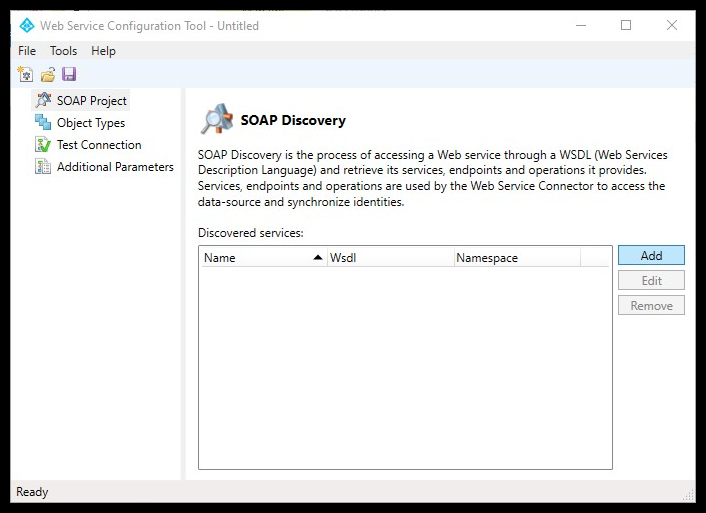 Web Service Configuration Tool - Untitled
File Tools Help
SOAP Project
Object Types
Test Connection
Additional Parameters
SOAP Discovery
SOAP Discovery is the process of accessing a Web service through a WSDL (Web Services
Description Language) and retrieve its services, endpoints and operations it provides.
Services, endpoints and operations are used by the Web Service Connector to access the
data-source and synchronize identities.
Discovered services:
Name Wsdl Namespace
Add
Edit
Remove
Ready